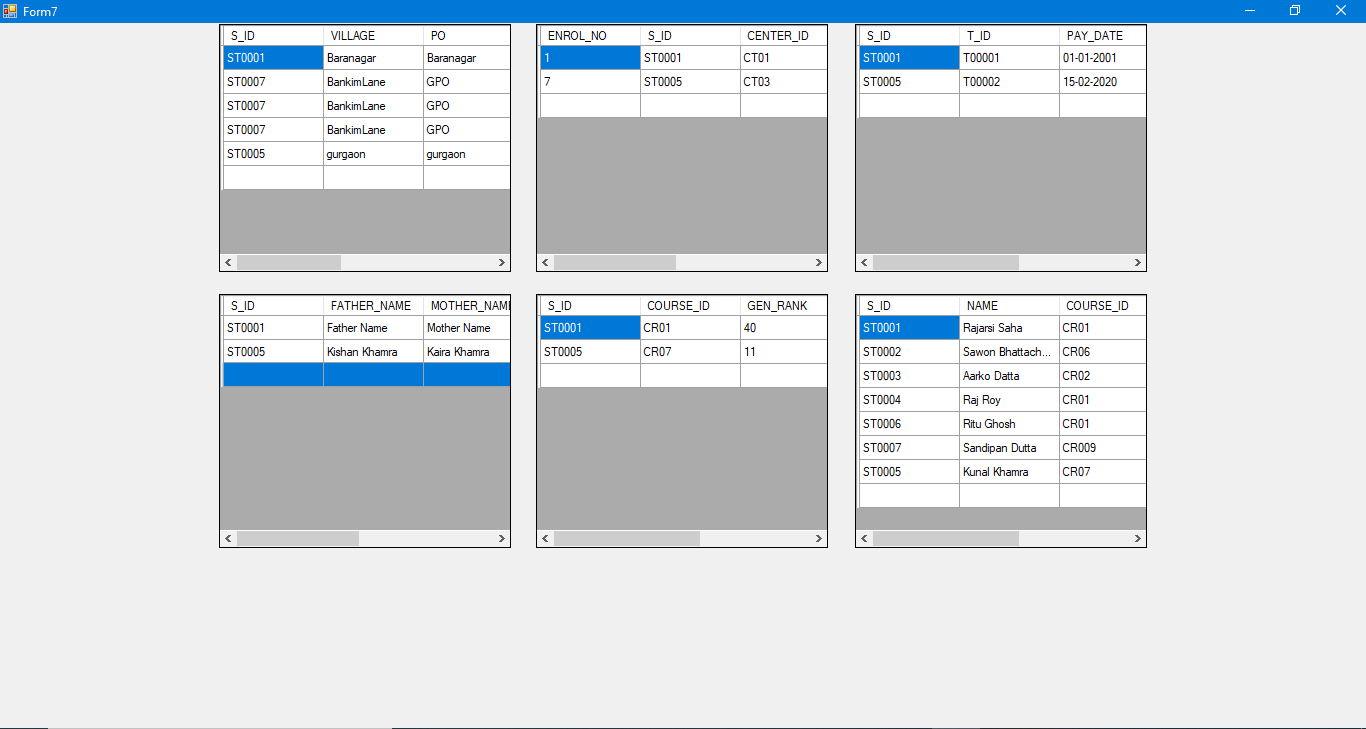 Form7
S_ID VILLAGE PO
ST0001 Baranagar Baranagar
ST0007 BankimLane GPO
ST0007 BankimLane GPO
ST0007 BankimLane GPO
ST0005 gurgaon gurgaon
ENROL_NO S_ID CENTER_ID
1 ST0001 CT01
7 ST0005 CT03
S_ID T_ID PAY_DATE
ST0001 T00001 01-01-2001
ST0005 T00002 15-02-2020
S_ID FATHER_NAME MOTHER_NAM
ST0001 Father Name Mother Name
ST0005 Kishan Khamra Kaira Khamra
S_ID COURSE_ID GEN_RANK
ST0001 CR01 40
ST0005 CR07 11
S_ID NAME COURSE_ID
ST0001 Rajarsi Saha CR01
ST0002 Sawon Bhattach... CR06
ST0003 Aarko Datta CR02
ST0004 Raj Roy CR01
ST0006 Ritu Ghosh CR01
ST0007 Sandipan Dutta CR009
ST0005 Kunal Khamra CR07